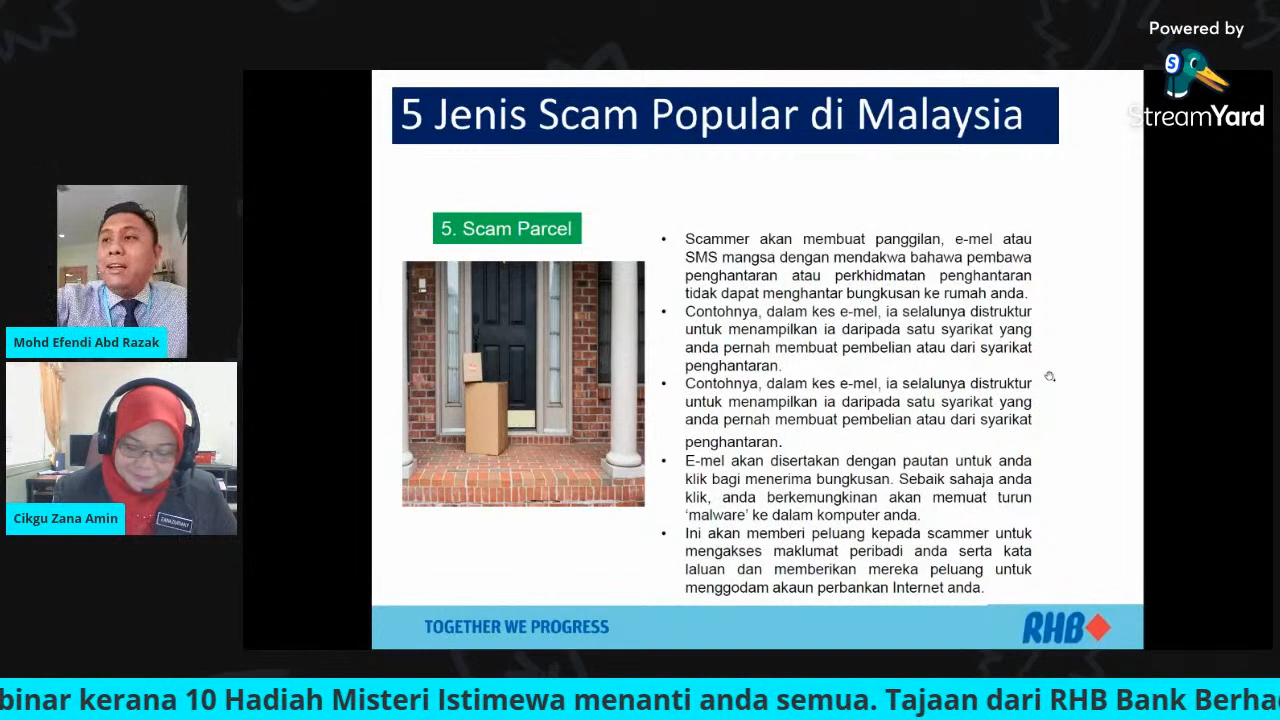 Powered by
StreamYard
5 Jenis Scam Popular di Malaysia
5. Scam Parcel
• Scammer akan membuat panggilan, e-mel atau
SMS mangsa dengan mendakwa bahawa pembawa
penghantaran atau perkhidmatan penghantaran
tidak dapat menghantar bungkusan ke rumah anda.
• Contohnya, dalam kes e-mel, ia selalunya distruktur
untuk menampilkan ia daripada satu syarikat yang
anda pernah membuat pembelian atau dari syarikat
penghantaran.
• Contohnya, dalam kes e-mel, ia selalunya distruktur
untuk menampilkan ia daripada satu syarikat yang
anda pernah membuat pembelian atau dari syarikat
penghantaran.
• E-mel akan disertakan dengan pautan untuk anda
klik bagi menerima bungkusan. Sebaik sahaja anda
klik, anda berkemungkinan akan memuat turun
‘malware’ ke dalam komputer anda.
• Ini akan memberi peluang kepada scammer untuk
mengakses maklumat peribadi anda serta kata
laluan dan memberikan mereka peluang untuk
menggodam akaun perbankan Internet anda.
Mohd Efendi Abd Razak
Cikgu Zana Amin
TOGETHER WE PROGRESS
RHB
binar kerana 10 Hadiah Misteri Istimewa menanti anda semua. Tajaan dari RHB Bank Berha